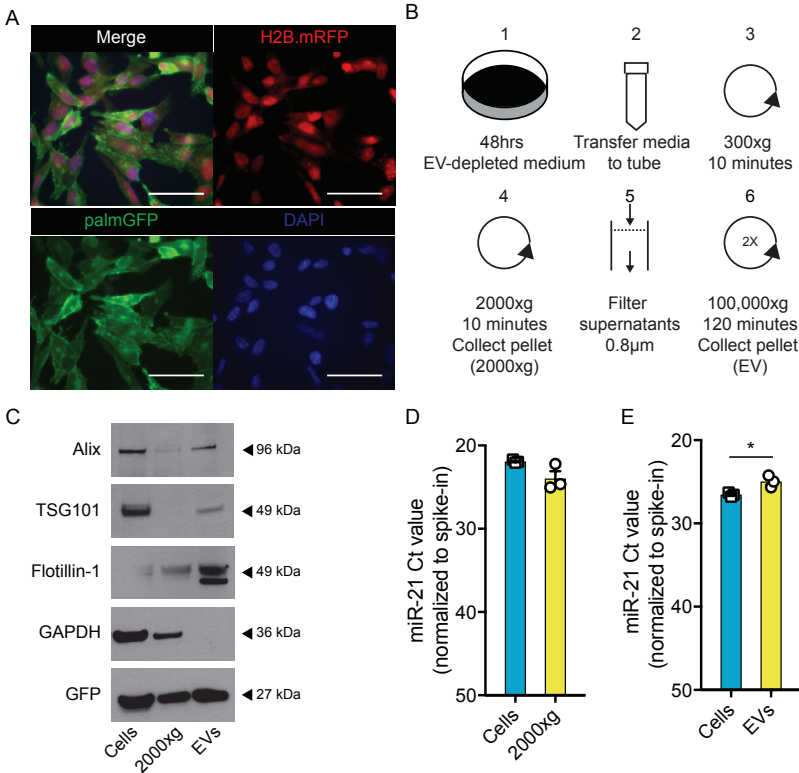 A
Merge
H2B.mRFP
palmGFP
DAPI
B
1
2
3
48hrs
EV-depleted medium
Transfer media
to tube
300xg
10 minutes
4
5
6
2X
2000xg
10 minutes
Collect pellet
(2000xg)
Filter
supernatants
0.8µm
100,000xg
120 minutes
Collect pellet
(EV)
C
Alix
96 kDa
TSG101
49 kDa
Flotillin-1
49 kDa
GAPDH
36 kDa
GFP
27 kDa
Cells
2000xg
EVs
D
miR-21 Ct value
(normalized to spike-in)
20
30
40
50
Cells
2000xg
E
miR-21 Ct value
(normalized to spike-in)
20
30
40
50
*
Cells
EVs